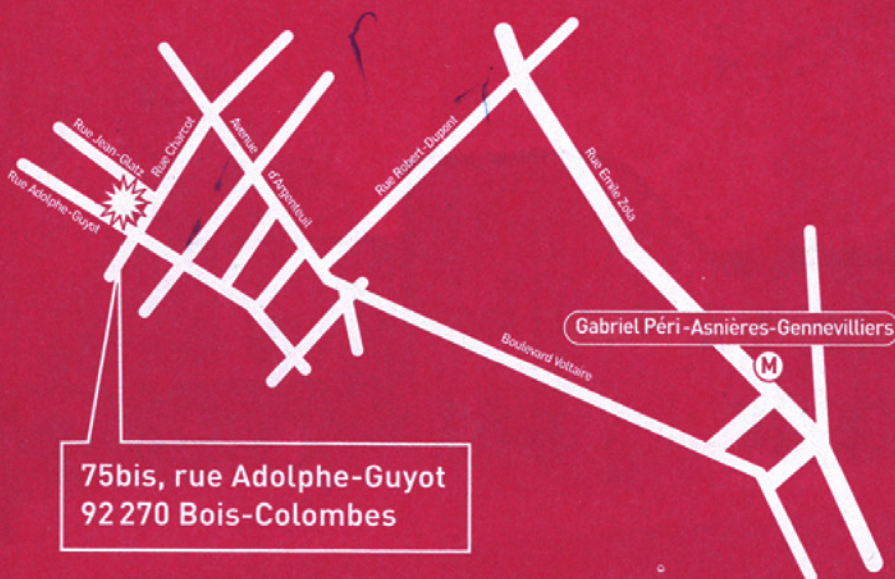 Rue Jean-Glatz
Rue Charcot
Rue Adolphe-Guyot
Avenue
d'Argenteuil
Rue Robert-Dupont
Rue Emile Zola
Gabriel Péri-Asnières-Gennevilliers
M
Boulevard Voltaire
75bis, rue Adolphe-Guyot
92 270 Bois-Colombes